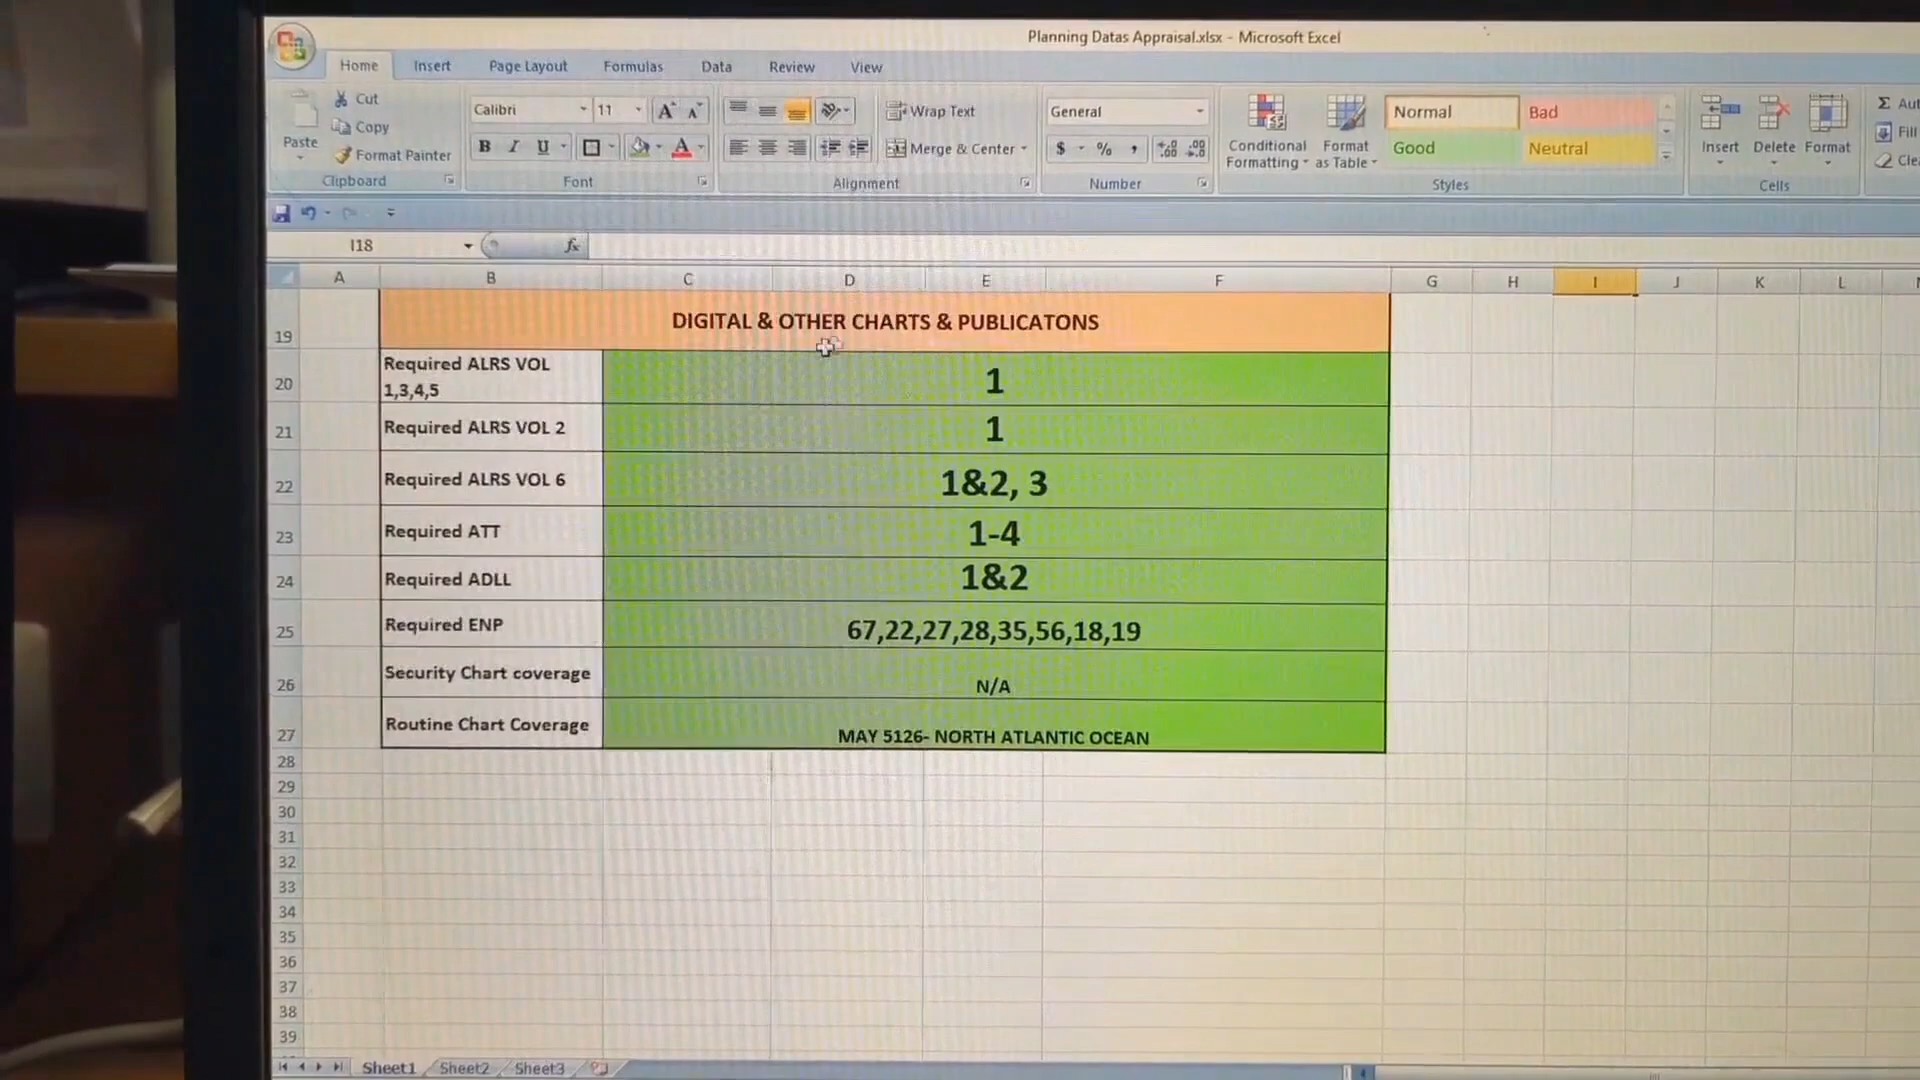 Planning Datas Appraisal.xlsx - Microsoft Excel
Home Insert Page Layout Formulas Data Review View
Paste
Cut
Copy
Format Painter
Clipboard
Calibri 11
B I U
Font
Wrap Text
Merge & Center
Alignment
General
$ % ,
Number
Conditional Formatting
Format as Table
Normal Bad
Good Neutral
Styles
Insert Delete Format
Cells
Fill
I18 fx
A B C D E F G H I J K L
19 DIGITAL & OTHER CHARTS & PUBLICATONS
20 Required ALRS VOL 1,3,4,5 1
21 Required ALRS VOL 2 1
22 Required ALRS VOL 6 1&2, 3
23 Required ATT 1-4
24 Required ADLL 1&2
25 Required ENP 67,22,27,28,35,56,18,19
26 Security Chart coverage N/A
27 Routine Chart Coverage MAY 5126- NORTH ATLANTIC OCEAN
28
29
30
31
32
33
34
35
36
37
38
39
Sheet1 Sheet2 Sheet3